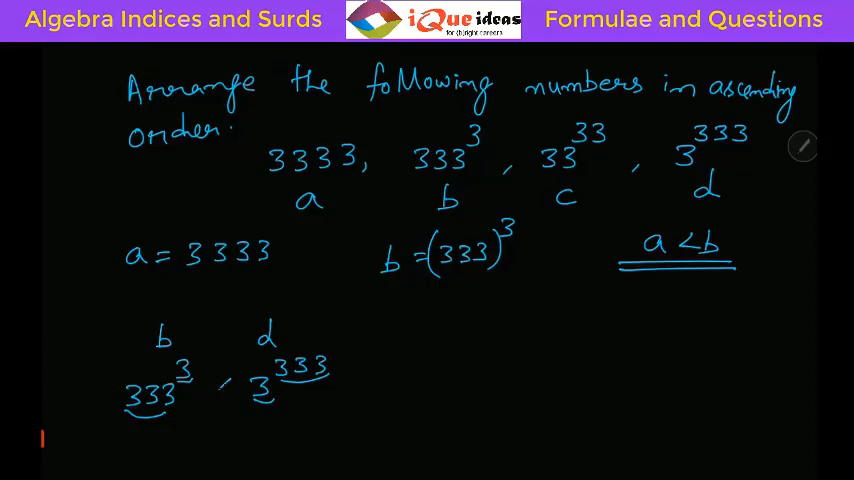 Algebra Indices and Surds
iQue ideas
for (b)right careers
Formulae and Questions
Arrange the following numbers in ascending
order.
3333, 333^3, 33^33, 3^333
a b c d
a = 3333 b = (333)^3 a < b
b d
333^3, 3^333